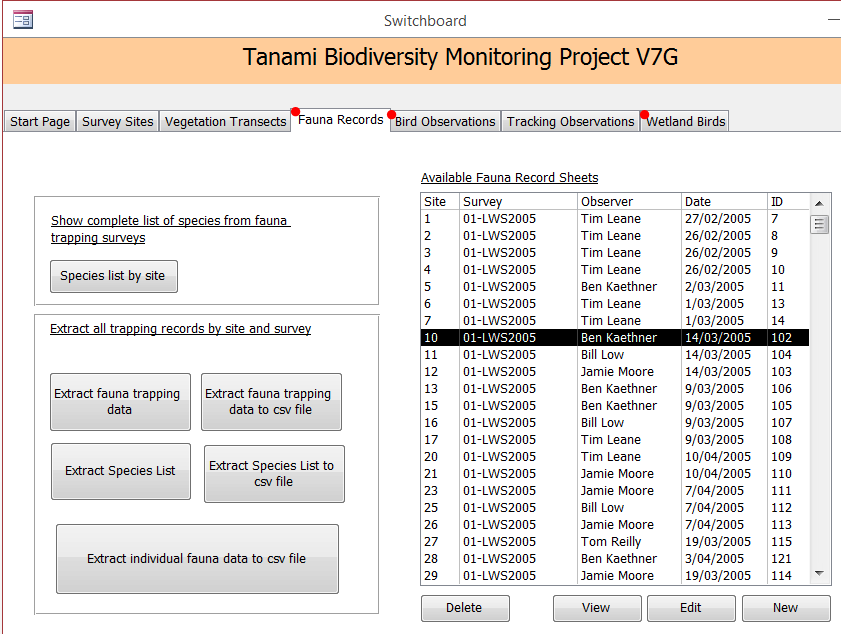 Switchboard
Tanami Biodiversity Monitoring Project V7G
Start Page Survey Sites Vegetation Transects Fauna Records Bird Observations Tracking Observations Wetland Birds
Show complete list of species from fauna
trapping surveys
Species list by site
Extract all trapping records by site and survey
Extract fauna trapping
data
Extract fauna trapping
data to csv file
Extract Species List
Extract Species List to
csv file
Extract individual fauna data to csv file
Available Fauna Record Sheets
Site Survey Observer Date ID
1 01-LWS2005 Tim Leane 27/02/2005 7
2 01-LWS2005 Tim Leane 26/02/2005 8
3 01-LWS2005 Tim Leane 26/02/2005 9
4 01-LWS2005 Tim Leane 26/02/2005 10
5 01-LWS2005 Ben Kaethner 2/03/2005 11
6 01-LWS2005 Tim Leane 1/03/2005 13
7 01-LWS2005 Tim Leane 1/03/2005 14
10 01-LWS2005 Ben Kaethner 14/03/2005 102
11 01-LWS2005 Bill Low 14/03/2005 104
12 01-LWS2005 Jamie Moore 14/03/2005 103
13 01-LWS2005 Ben Kaethner 9/03/2005 106
15 01-LWS2005 Ben Kaethner 9/03/2005 105
16 01-LWS2005 Bill Low 9/03/2005 107
17 01-LWS2005 Tim Leane 9/03/2005 108
20 01-LWS2005 Tim Leane 10/04/2005 109
21 01-LWS2005 Jamie Moore 10/04/2005 110
23 01-LWS2005 Jamie Moore 7/04/2005 111
25 01-LWS2005 Bill Low 7/04/2005 112
26 01-LWS2005 Jamie Moore 7/04/2005 113
27 01-LWS2005 Tom Reilly 19/03/2005 115
28 01-LWS2005 Ben Kaethner 3/04/2005 121
29 01-LWS2005 Jamie Moore 19/03/2005 114
Delete View Edit New